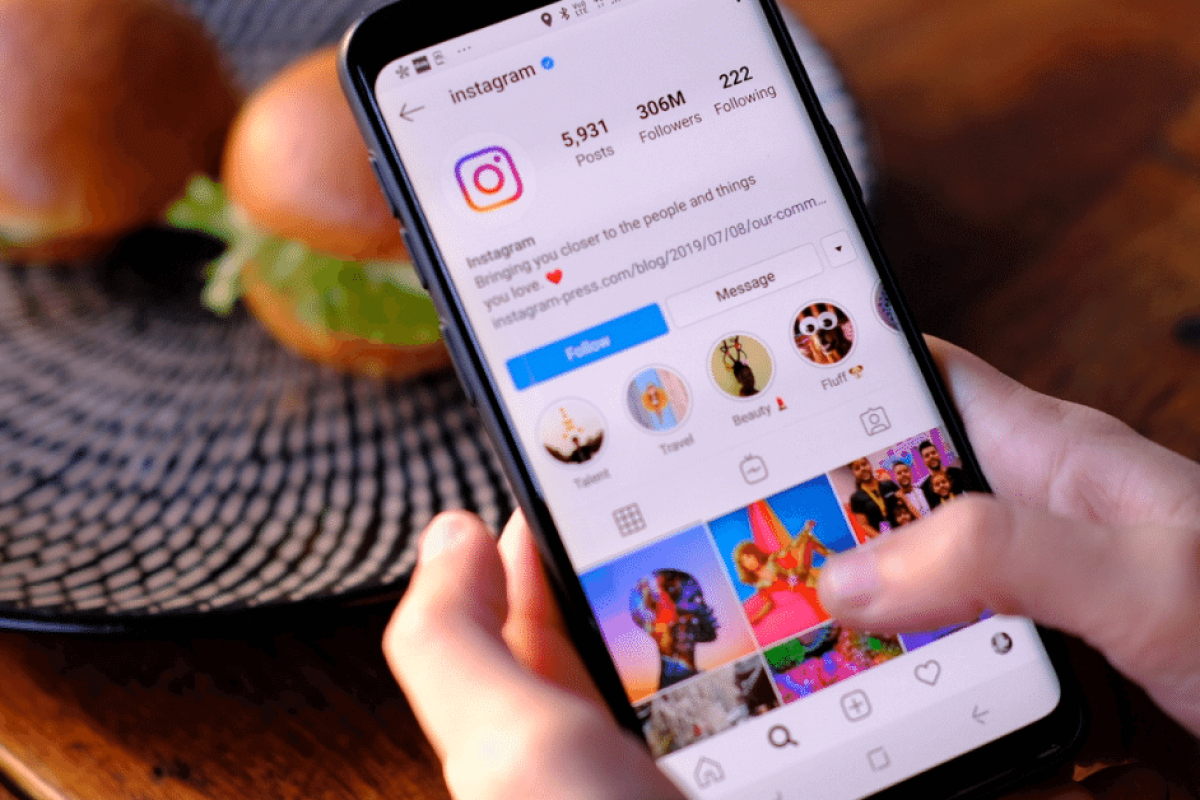 instagram
5,931
Posts
306M
Followers
222
Following
Instagram
Bringing you closer to the people and things
you love. ❤️
instagram-press.com/blog/2019/07/08/our-comm...
Follow
Message
Talent
Travel
Beauty 💄
Fluff 🐶